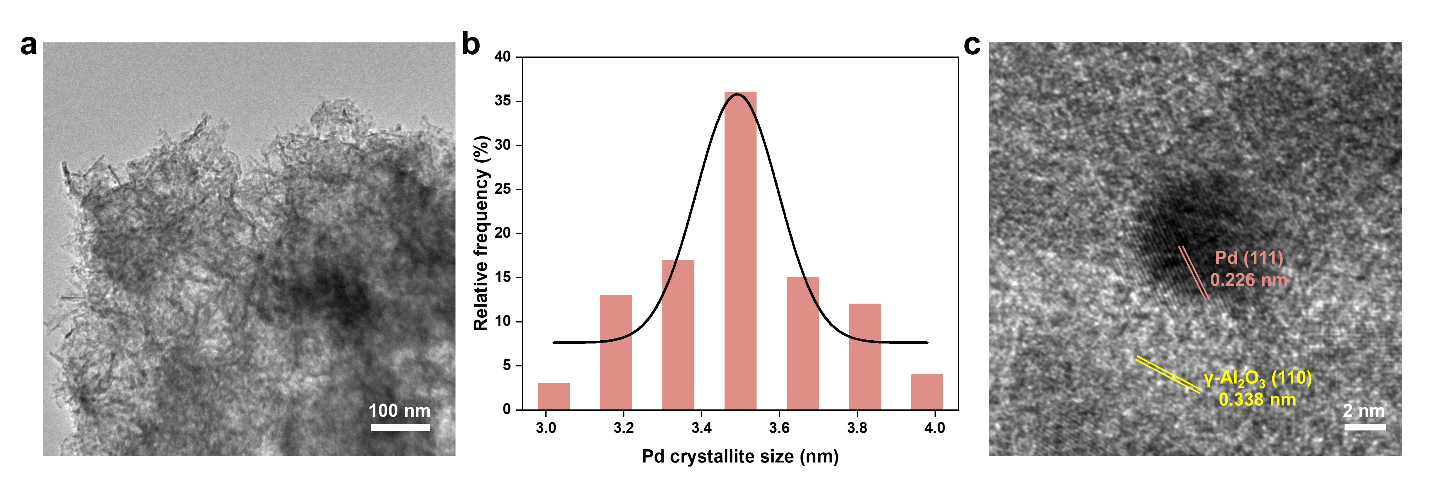 a
100 nm
b
Relative frequency (%)
40
35
30
25
20
15
10
5
0
3.0 3.2 3.4 3.6 3.8 4.0
Pd crystallite size (nm)
c
Pd (111)
0.226 nm
γ-Al₂O₃ (110)
0.338 nm
2 nm